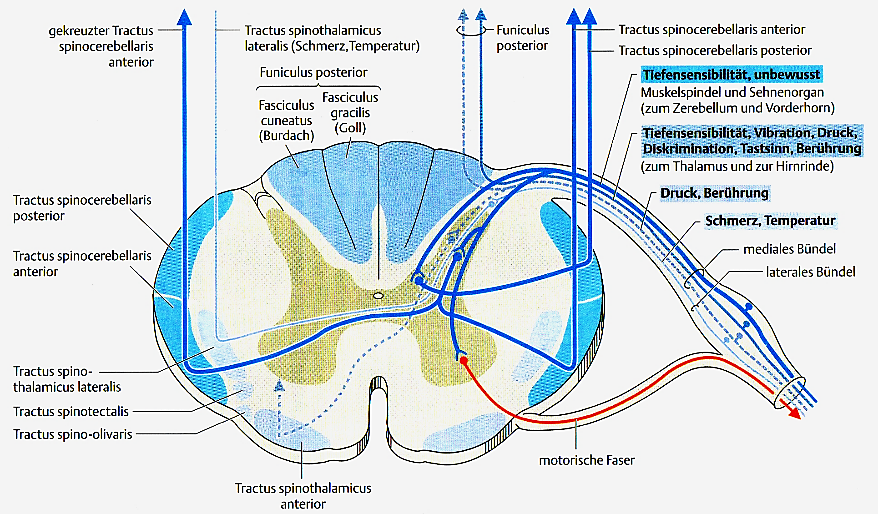 gekreuzter Tractus
spinocerebellaris
anterior
Tractus spinothalamicus
lateralis (Schmerz,Temperatur)
Funiculus posterior
Fasciculus
cuneatus
(Burdach)
Fasciculus
gracilis
(Goll)
Funiculus
posterior
Tractus spinocerebellaris anterior
Tractus spinocerebellaris posterior
Tiefensensibilität, unbewusst
Muskelspindel und Sehnenorgan
(zum Zerebellum und Vorderhorn)
Tiefensensibilität, Vibration, Druck,
Diskrimination, Tastsinn, Berührung
(zum Thalamus und zur Hirnrinde)
Druck, Berührung
Schmerz, Temperatur
mediales Bündel
laterales Bündel
Tractus spinocerebellaris
posterior
Tractus spinocerebellaris
anterior
Tractus spino-
thalamicus lateralis
Tractus spinotectalis
Tractus spino-olivaris
Tractus spinothalamicus
anterior
motorische Faser